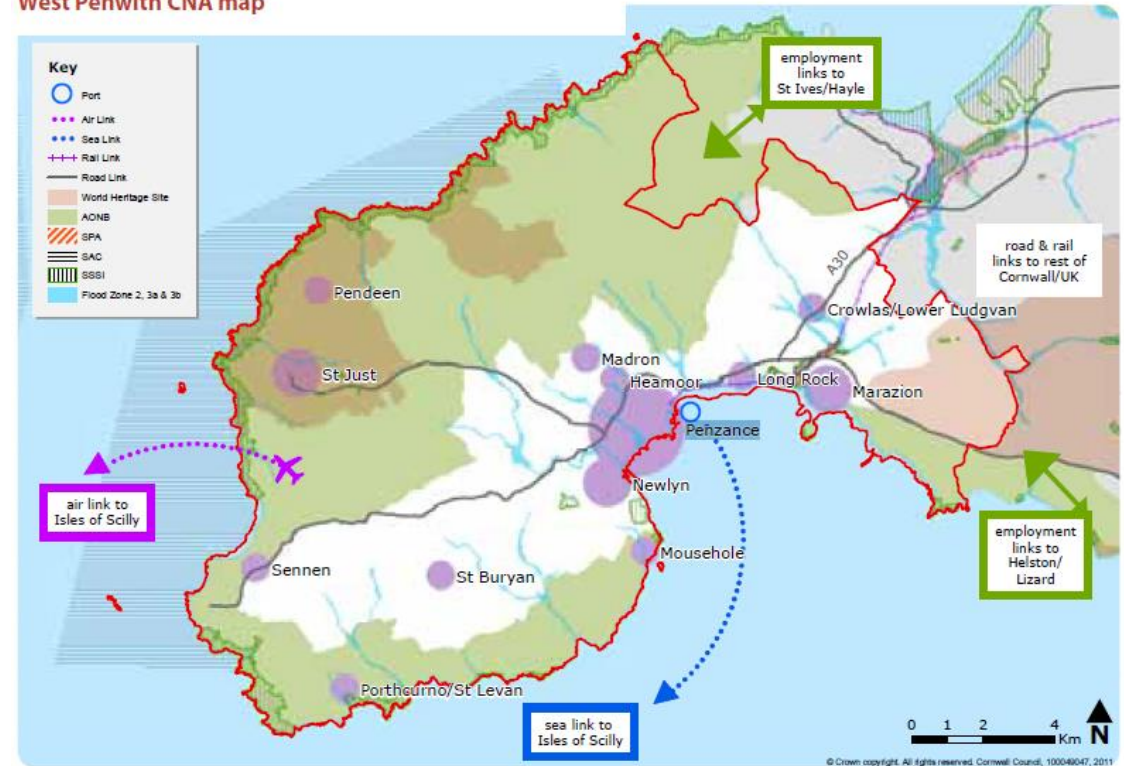 West Penwith CNA map
Key
Port
Air Link
Sea Link
Rail Link
Road Link
World Heritage Site
AONB
SPA
SAC
SSSI
Flood Zone 2, 3a & 3b
employment
links to
St Ives/Hayle
road & rail
links to rest of
Cornwall/UK
A30
Pendeen
Crowlas/Lower Ludgvan
Madron
St Just
Heamoor
Long Rock
Marazion
Penzance
air link to
Isles of Scilly
Newlyn
Mousehole
employment
links to
Helston/
Lizard
Sennen
St Buryan
Porthcurno/St Levan
sea link to
Isles of Scilly
0 1 2 4
Km
N
© Crown copyright. All rights reserved. Cornwall Council, 100049047, 2011